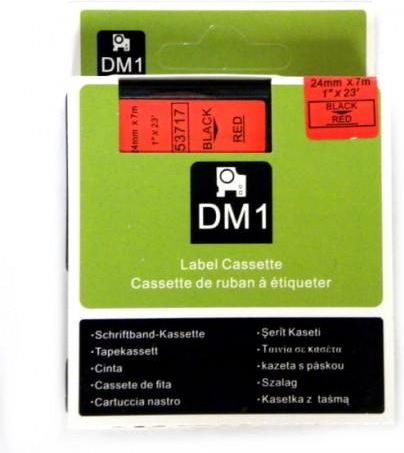 DM1
24mm x 7m
1" X 23'
BLACK
RED
24mm x 7m
1" X 23'
53717
BLACK
RED
DM1
Label Cassette
Cassette de ruban à étiqueter
·Schriftband-Kassette
·Tapekassett
·Cinta
·Cassete de fita
·Cartuccia nastro
·Şerit Kaseti
·Ταινία σε κασέτα
·kazeta s páskou
·Szalag
·Kasetka z taśmą